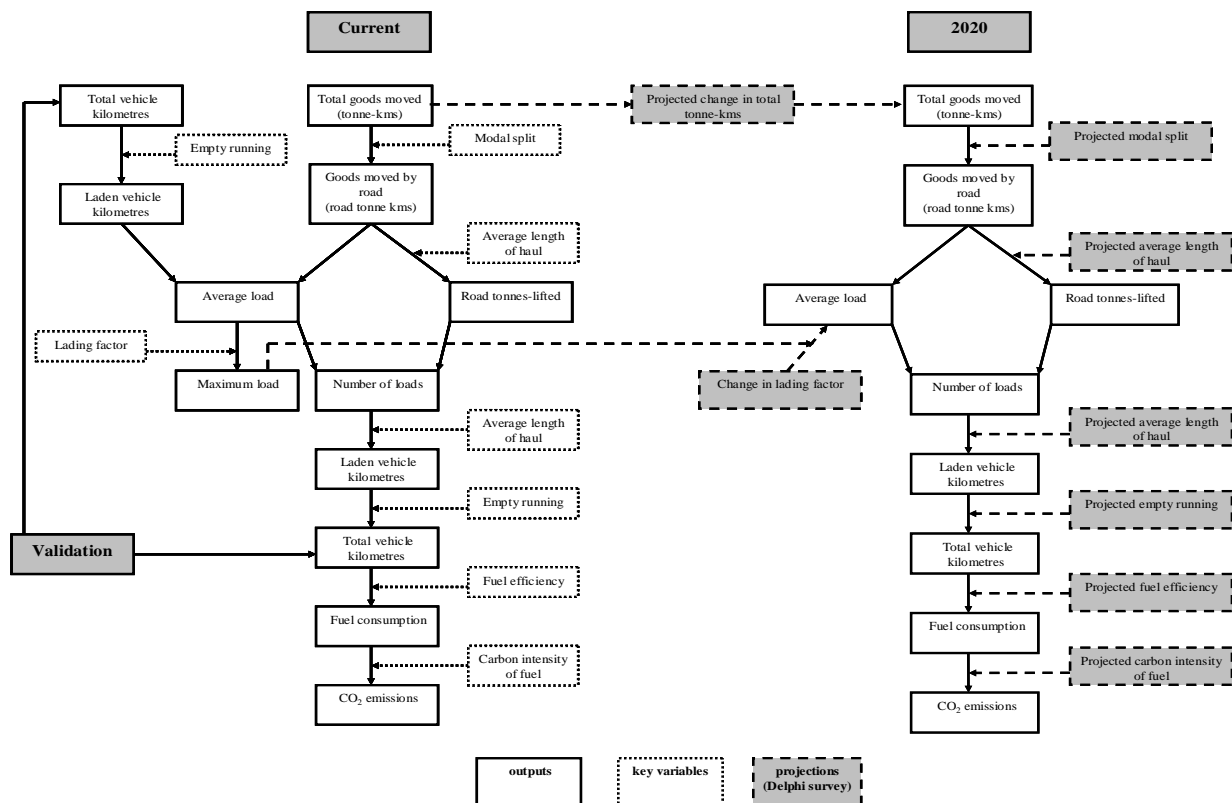 Current
2020
Total vehicle
kilometres
Total goods moved
(tonne-kms)
Projected change in total
tonne-kms
Total goods moved
(tonne-kms)
Empty running
Modal split
Projected modal split
Laden vehicle
kilometres
Goods moved by
road
(road tonne kms)
Goods moved by
road
(road tonne kms)
Average length
of haul
Projected average length
of haul
Average load
Road tonnes-lifted
Average load
Road tonnes-lifted
Lading factor
Maximum load
Number of loads
Change in lading factor
Number of loads
Average length
of haul
Projected average length
of haul
Laden vehicle
kilometres
Laden vehicle
kilometres
Empty running
Projected empty running
Validation
Total vehicle
kilometres
Total vehicle
kilometres
Fuel efficiency
Projected fuel efficiency
Fuel consumption
Fuel consumption
Carbon intensity
of fuel
Projected carbon intensity
of fuel
CO₂ emissions
CO₂ emissions
outputs
key variables
projections
(Delphi survey)